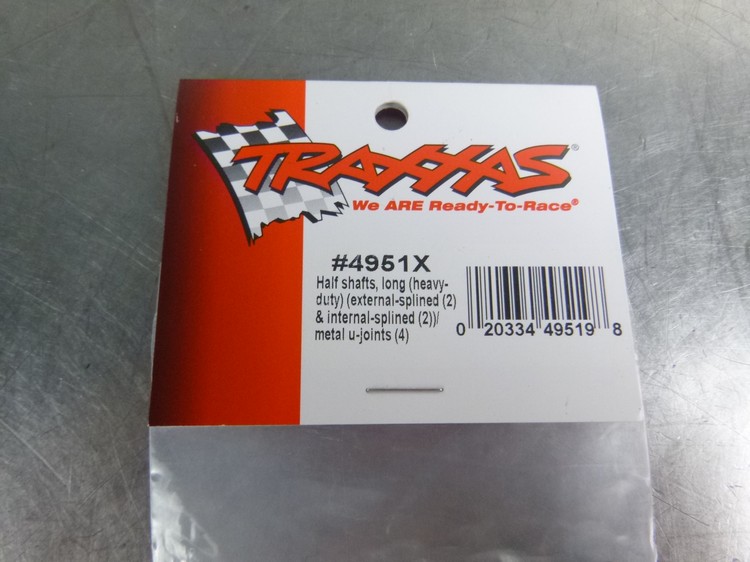 TRAXXAS®
We ARE Ready-To-Race®
#4951X
Half shafts, long (heavy-
duty) (external-splined (2)
& internal-splined (2))/
metal u-joints (4)
0 20334 49519 8